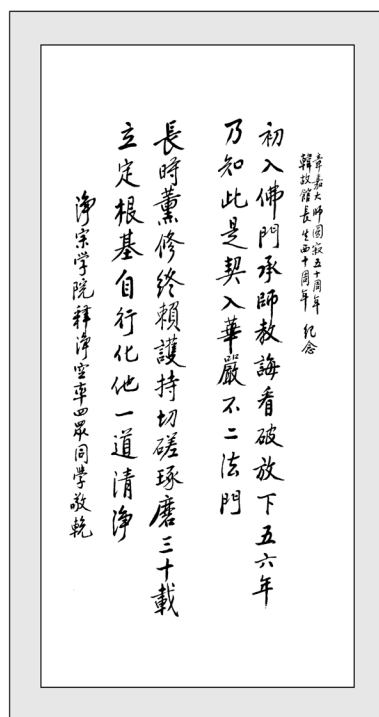 章嘉大師圓寂五十周年
韓故館長生西十周年 紀念
初入佛門承師教誨看破放下五六年
乃知此是契入華嚴不二法門
長時薰修終賴護持切磋琢磨三十載
立定根基自行化他一道清淨
淨宗學院釋淨空率四眾同學敬輓